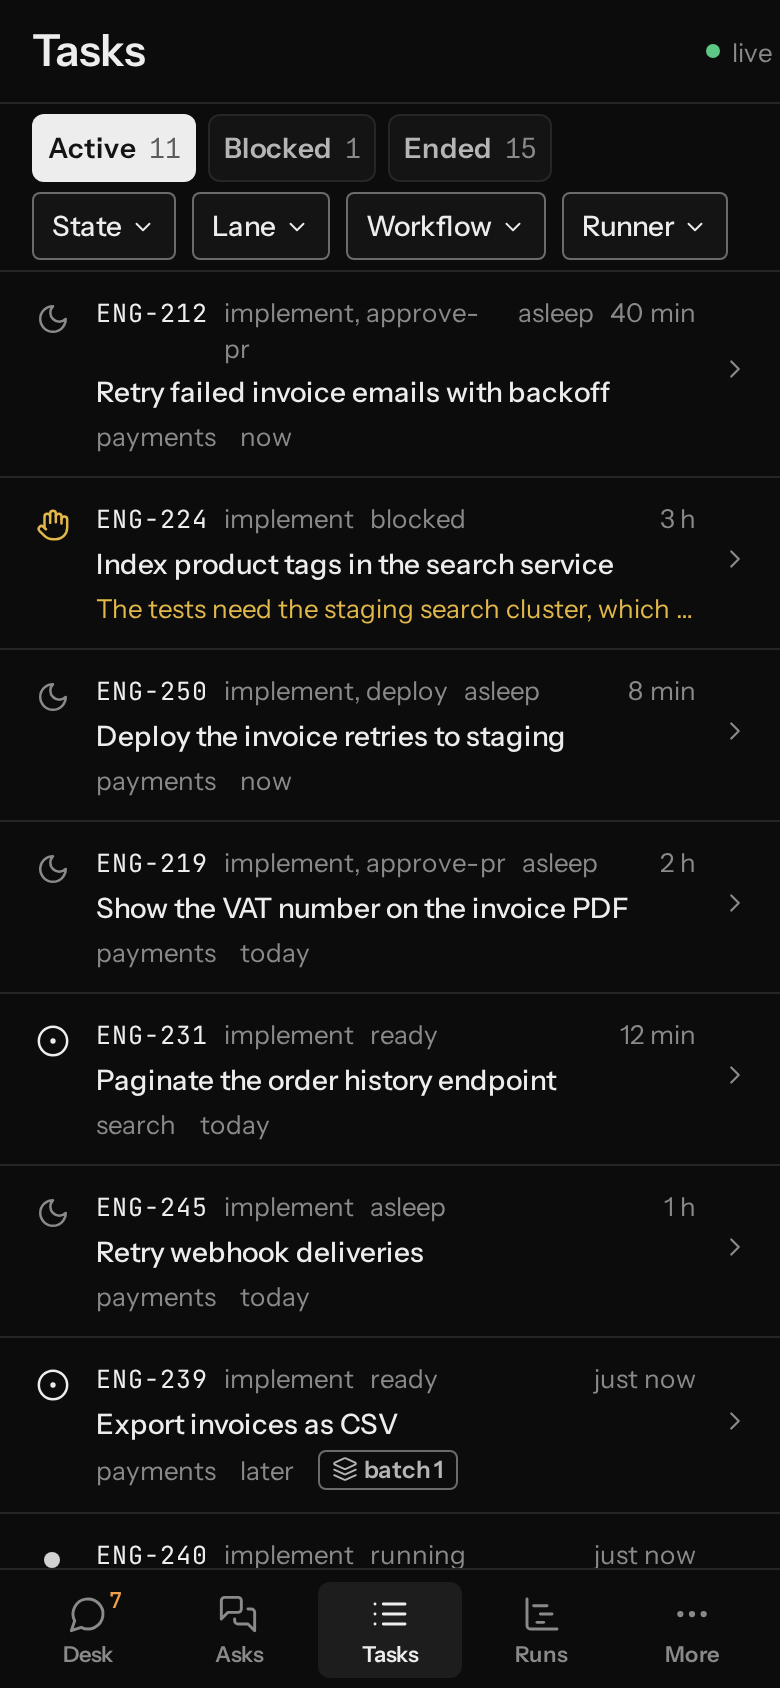 Tasks
live
Active 11 Blocked 1 Ended 15
State Lane Workflow Runner
ENG-212 implement, approve- asleep 40 min
pr
Retry failed invoice emails with backoff
payments now
ENG-224 implement blocked 3 h
Index product tags in the search service
The tests need the staging search cluster, which ...
ENG-250 implement, deploy asleep 8 min
Deploy the invoice retries to staging
payments now
ENG-219 implement, approve-pr asleep 2 h
Show the VAT number on the invoice PDF
payments today
ENG-231 implement ready 12 min
Paginate the order history endpoint
search today
ENG-245 implement asleep 1 h
Retry webhook deliveries
payments today
ENG-239 implement ready just now
Export invoices as CSV
payments later batch 1
ENG-240 implement running just now
7
Desk Asks Tasks Runs More